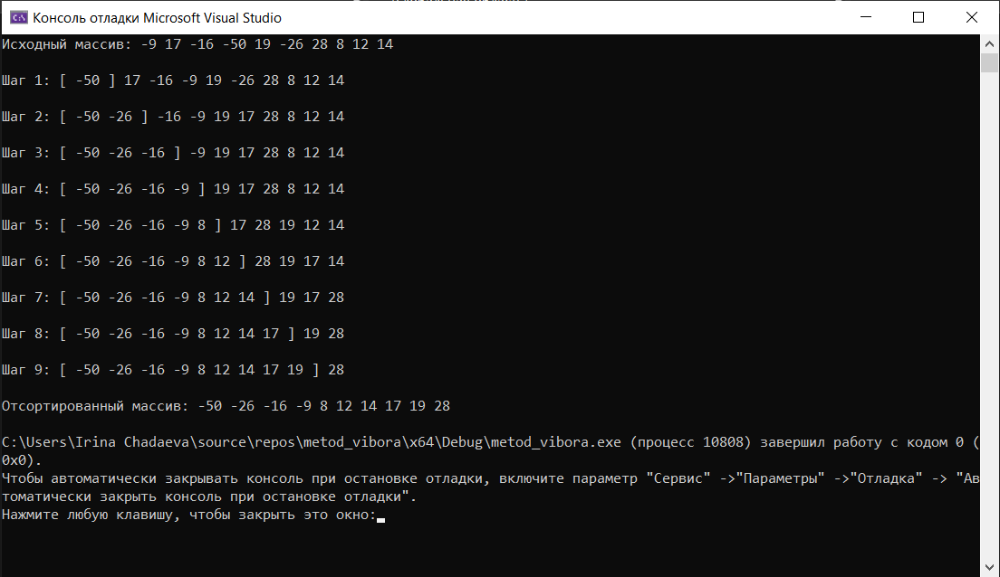 C:\ Консоль отладки Microsoft Visual Studio
Исходный массив: -9 17 -16 -50 19 -26 28 8 12 14
Шаг 1: [ -50 ] 17 -16 -9 19 -26 28 8 12 14
Шаг 2: [ -50 -26 ] -16 -9 19 17 28 8 12 14
Шаг 3: [ -50 -26 -16 ] -9 19 17 28 8 12 14
Шаг 4: [ -50 -26 -16 -9 ] 19 17 28 8 12 14
Шаг 5: [ -50 -26 -16 -9 8 ] 17 28 19 12 14
Шаг 6: [ -50 -26 -16 -9 8 12 ] 28 19 17 14
Шаг 7: [ -50 -26 -16 -9 8 12 14 ] 19 17 28
Шаг 8: [ -50 -26 -16 -9 8 12 14 17 ] 19 28
Шаг 9: [ -50 -26 -16 -9 8 12 14 17 19 ] 28
Отсортированный массив: -50 -26 -16 -9 8 12 14 17 19 28
C:\Users\Irina Chadaeva\source\repos\metod_vibora\x64\Debug\metod_vibora.exe (процесс 10808) завершил работу с кодом 0 (
0x0).
Чтобы автоматически закрывать консоль при остановке отладки, включите параметр "Сервис" ->"Параметры" ->"Отладка" -> "Ав
томатически закрыть консоль при остановке отладки".
Нажмите любую клавишу, чтобы закрыть это окно: